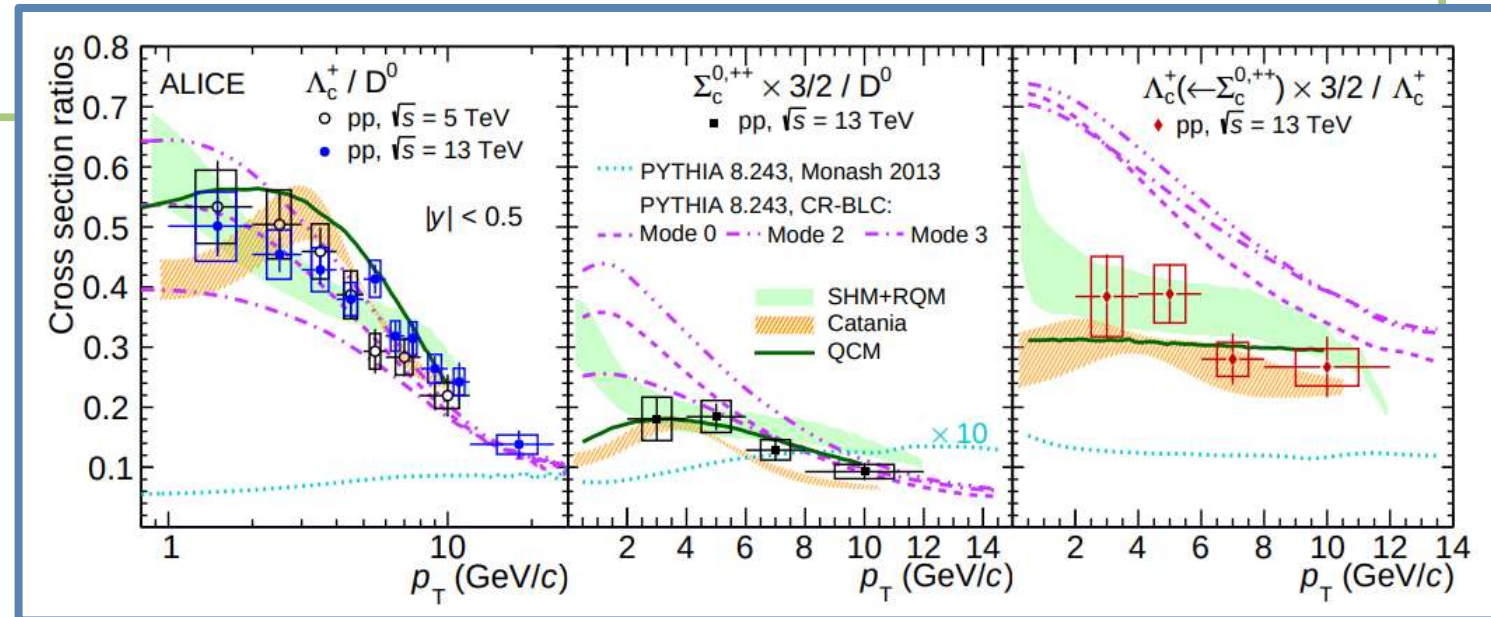 Cross section ratios
0.8
0.7
0.6
0.5
0.4
0.3
0.2
0.1
ALICE Λc+ / D0
pp, √s = 5 TeV
pp, √s = 13 TeV
|y| < 0.5
1 10
pT (GeV/c)
Σc0,++ × 3/2 / D0
pp, √s = 13 TeV
PYTHIA 8.243, Monash 2013
PYTHIA 8.243, CR-BLC:
Mode 0 Mode 2 Mode 3
SHM+RQM
Catania
QCM
× 10
2 4 6 8 10 12 14
pT (GeV/c)
Λc+(←Σc0,++) × 3/2 / Λc+
pp, √s = 13 TeV
2 4 6 8 10 12 14
pT (GeV/c)